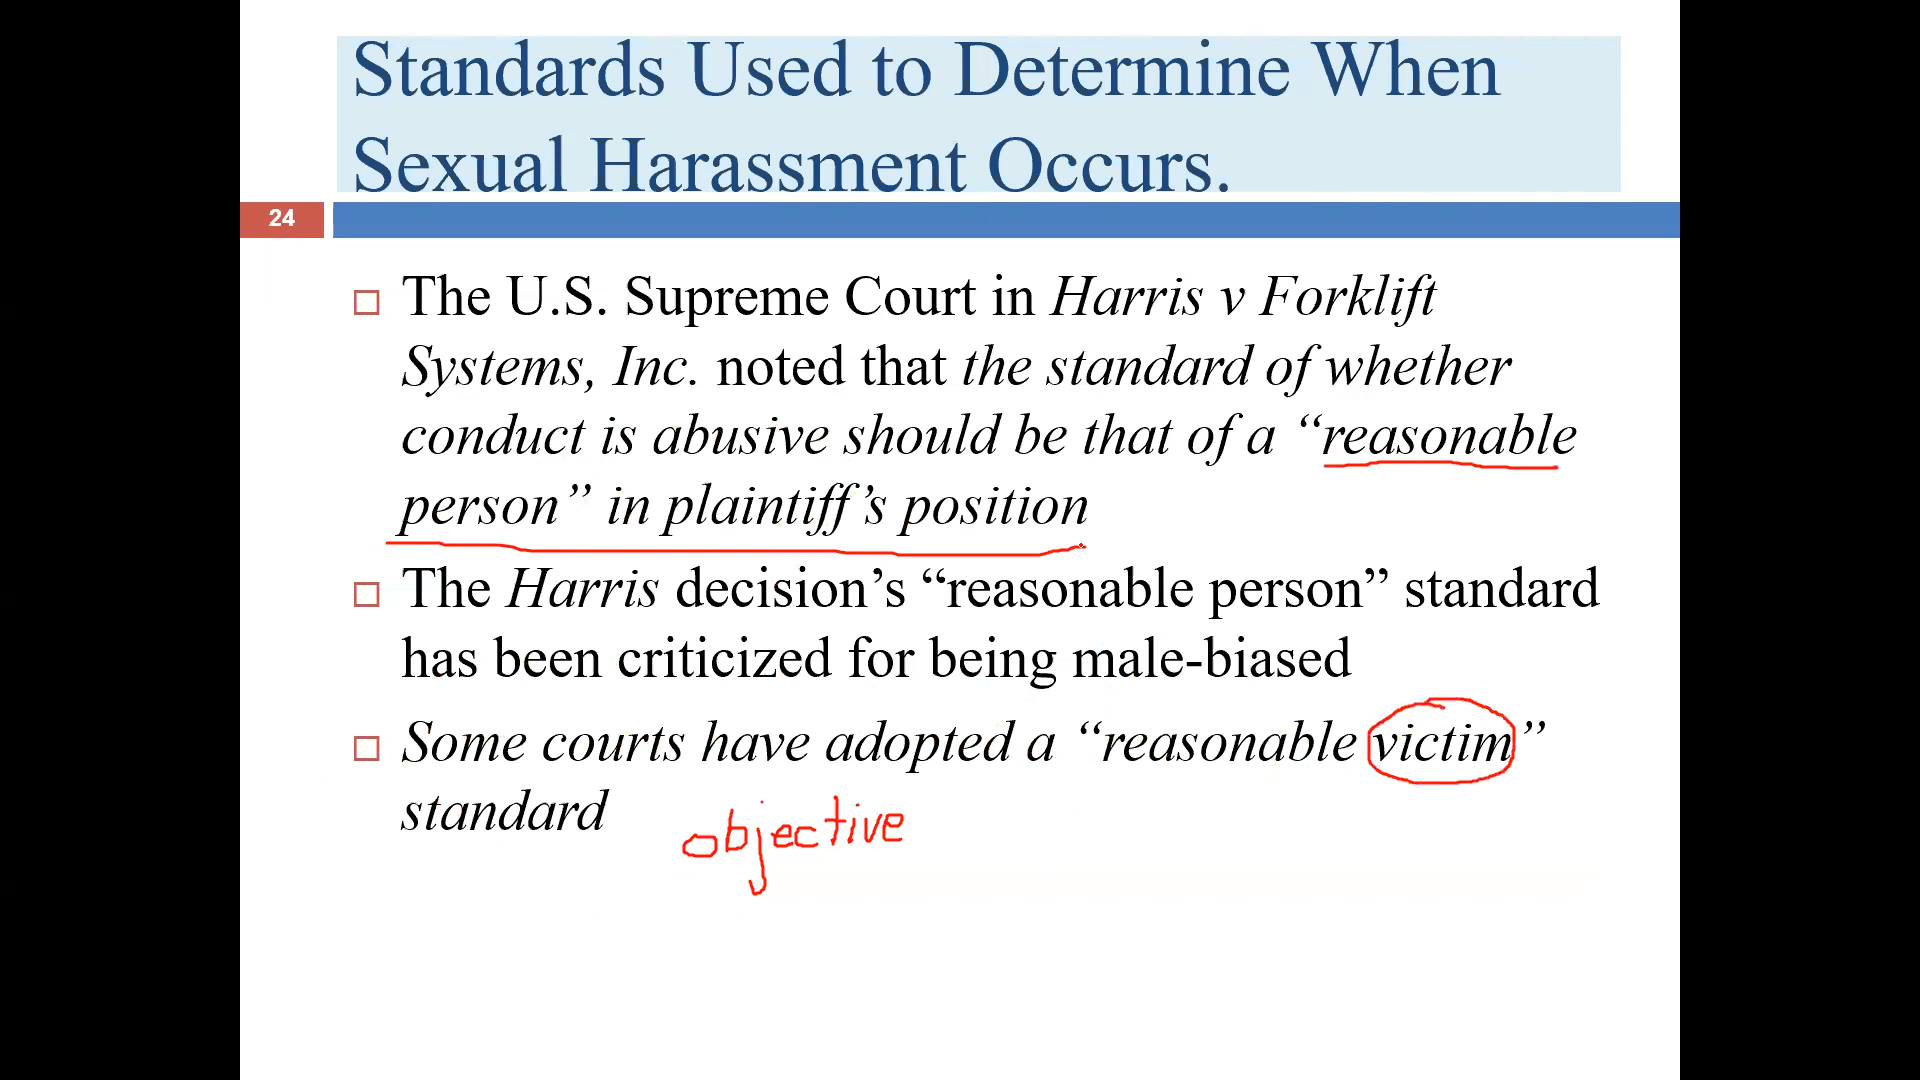 Standards Used to Determine When
Sexual Harassment Occurs.
24
The U.S. Supreme Court in Harris v Forklift
Systems, Inc. noted that the standard of whether
conduct is abusive should be that of a “reasonable
person” in plaintiff’s position
The Harris decision’s “reasonable person” standard
has been criticized for being male-biased
Some courts have adopted a “reasonable victim”
standard
objective